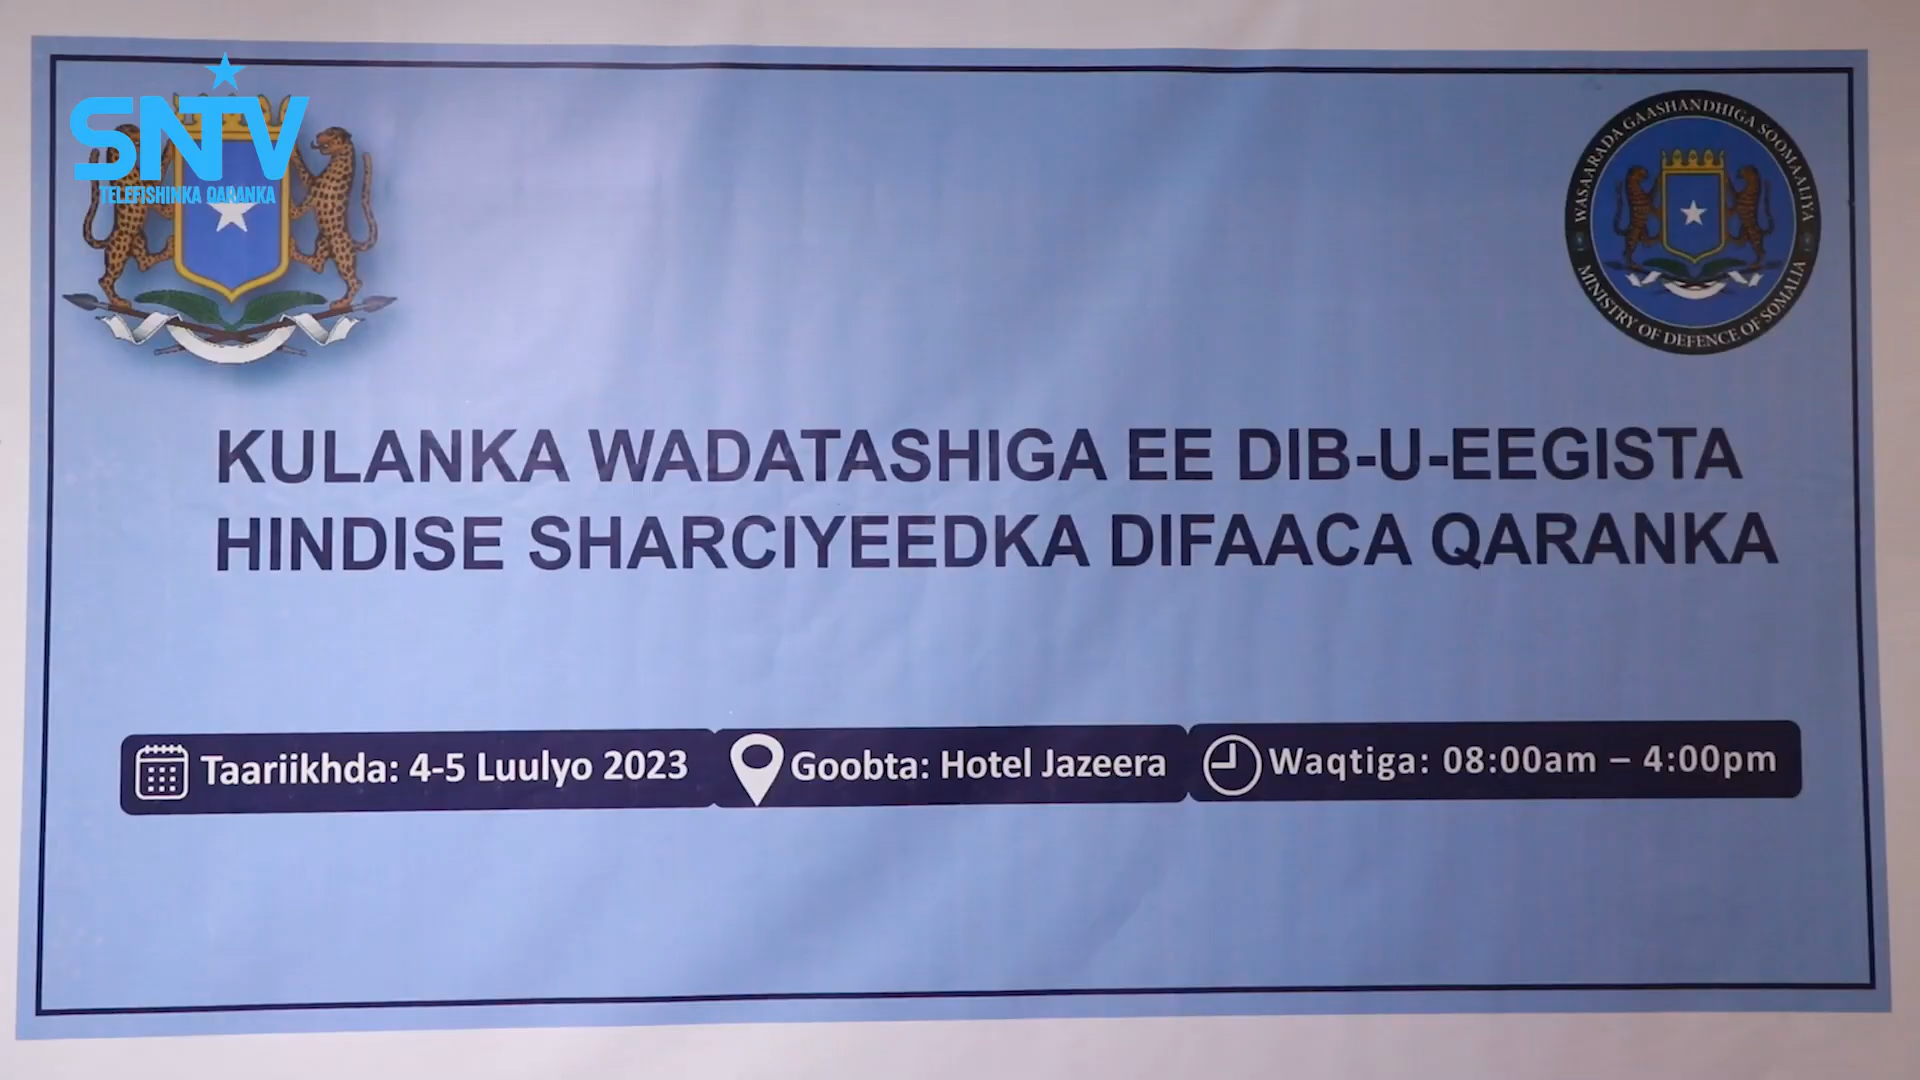 SNTV
TELEFISHINKA QARANKA
WASAARADA GAASHANDHIGA SOOMAALIYA
MINISTRY OF DEFENCE OF SOMALIA
KULANKA WADATASHIGA EE DIB-U-EEGISTA
HINDISE SHARCIYEEDKA DIFAACA QARANKA
Taariikhda: 4-5 Luulyo 2023 Goobta: Hotel Jazeera Waqtiga: 08:00am – 4:00pm